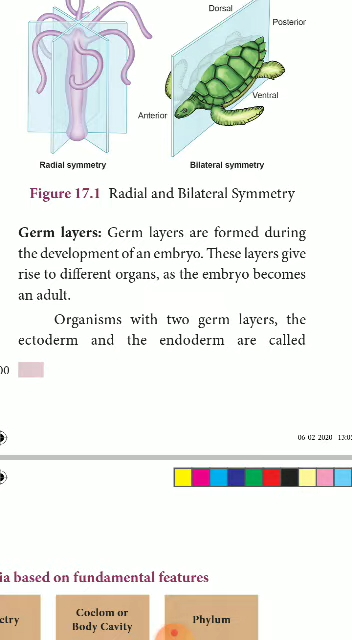 Dorsal
Posterior
Ventral
Anterior
Radial symmetry
Bilateral symmetry
Figure 17.1 Radial and Bilateral Symmetry
Germ layers: Germ layers are formed during
the development of an embryo. These layers give
rise to different organs, as the embryo becomes
an adult.
Organisms with two germ layers, the
ectoderm and the endoderm are called
00
06-02-2020 13:05
ia based on fundamental features
etry
Coelom or
Body Cavity
Phylum